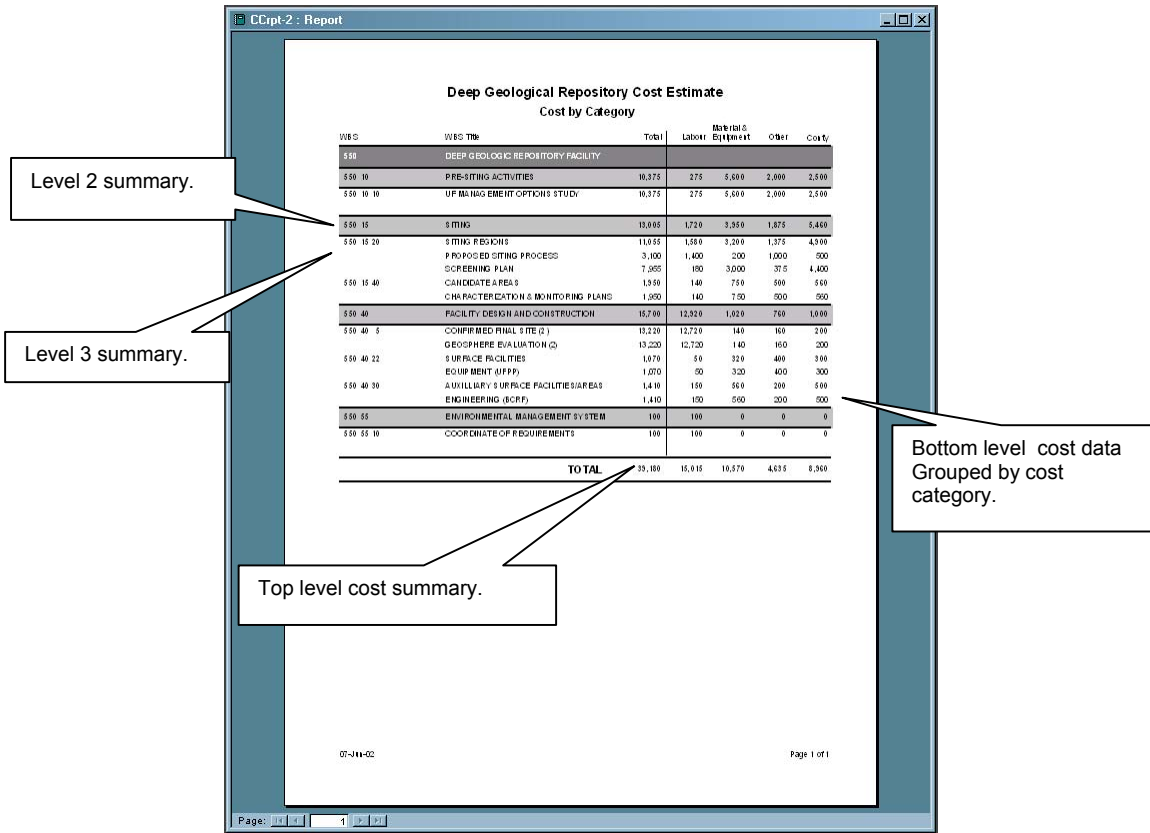 CCrpt-2 : Report
Deep Geological Repository Cost Estimate
Cost by Category
WBS WBS Title Total Labour Material & Equipment Other Con'ty
550 DEEP GEOLOGIC REPOSITORY FACILITY
550 10 PRE-SITING ACTIVITIES 10,375 275 5,600 2,000 2,500
550 10 10 UF MANAGEMENT OPTIONS STUDY 10,375 275 5,600 2,000 2,500
550 15 SITING 13,005 1,720 3,950 1,875 5,460
550 15 20 SITING REGIONS 11,055 1,580 3,200 1,375 4,900
PROPOSED SITING PROCESS 3,100 1,400 200 1,000 500
SCREENING PLAN 7,955 180 3,000 375 4,400
550 15 40 CANDIDATE AREAS 1,950 140 750 500 560
CHARACTERIZATION & MONITORING PLANS 1,950 140 750 500 560
550 40 FACILITY DESIGN AND CONSTRUCTION 15,700 12,920 1,020 760 1,000
550 40 5 CONFIRMED FINAL SITE (2) 13,220 12,720 140 160 200
GEOSPHERE EVALUATION (2) 13,220 12,720 140 160 200
550 40 22 SURFACE FACILITIES 1,070 50 320 400 300
EQUIPMENT (UFPP) 1,070 50 320 400 300
550 40 30 AUXILLIARY SURFACE FACILITIES/AREAS 1,410 150 560 200 500
ENGINEERING (BCRF) 1,410 150 560 200 500
550 55 ENVIRONMENTAL MANAGEMENT SYSTEM 100 100 0 0 0
550 55 10 COORDINATE OF REQUIREMENTS 100 100 0 0 0
TOTAL 39,180 15,015 10,570 4,635 8,960
Level 2 summary.
Level 3 summary.
Bottom level cost data
Grouped by cost
category.
Top level cost summary.
07-Jun-02 Page 1 of 1
Page: 1